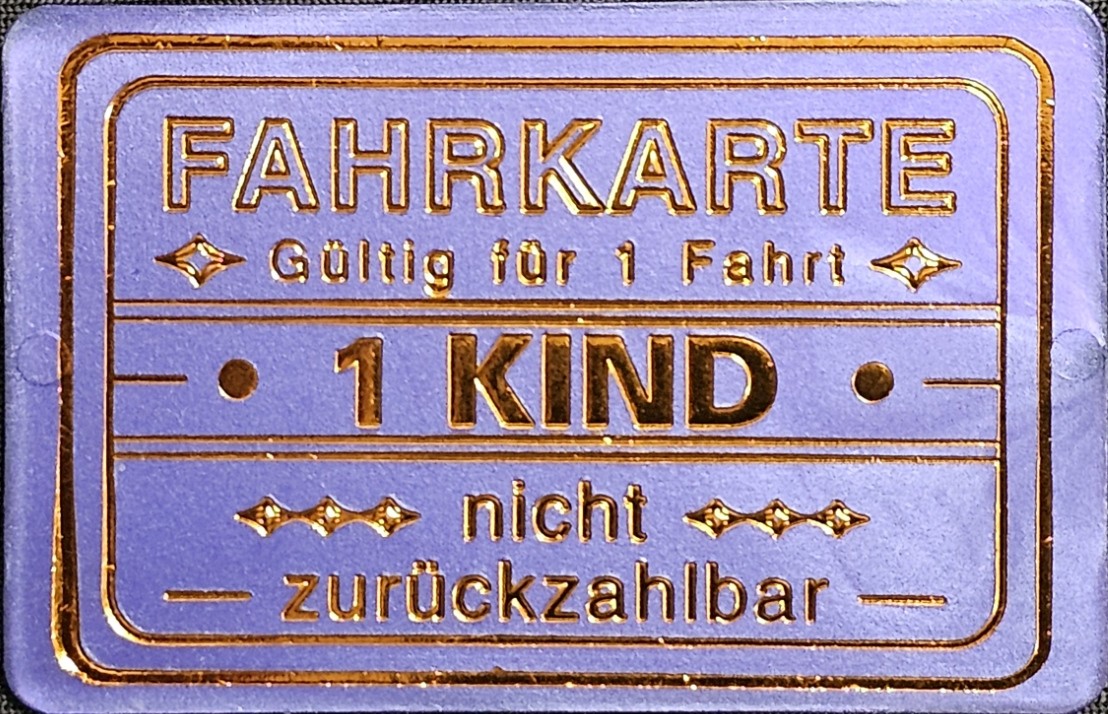 FAHRKARTE
Gültig für 1 Fahrt
1 KIND
nicht
zurückzahlbar